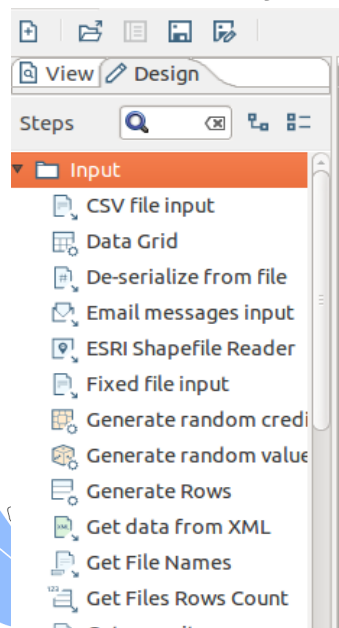 View Design
Steps
Input
CSV file input
Data Grid
De-serialize from file
Email messages input
ESRI Shapefile Reader
Fixed file input
Generate random credi
Generate random value
Generate Rows
Get data from XML
Get File Names
Get Files Rows Count